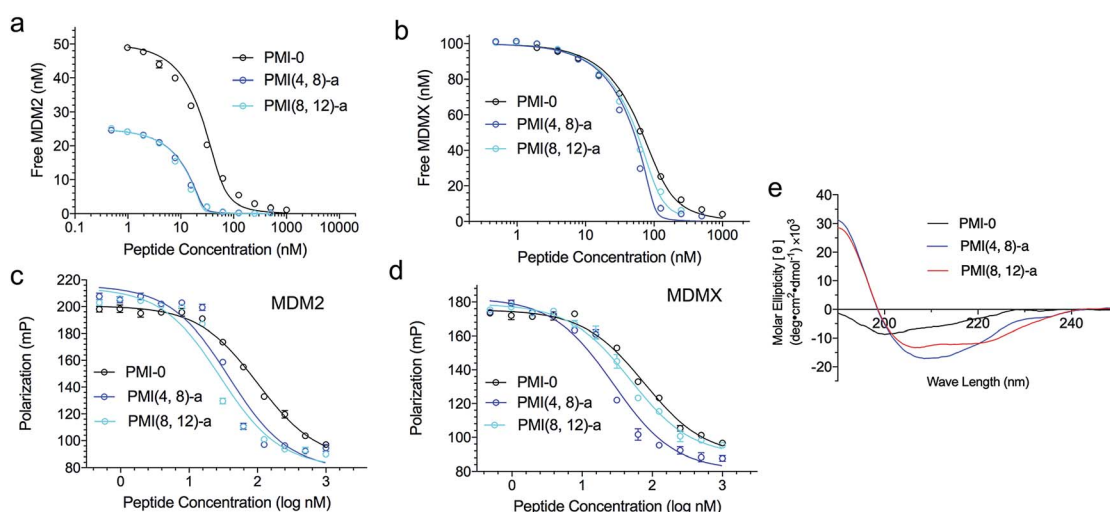 a
Free MDM2 (nM)
50
40
30
20
10
0
0.1
1
10
100
1000
10000
Peptide Concentration (nM)
PMI-0
PMI(4, 8)-a
PMI(8, 12)-a
b
Free MDMX (nM)
100
80
60
40
20
0
1
10
100
1000
Peptide Concentration (nM)
PMI-0
PMI(4, 8)-a
PMI(8, 12)-a
c
MDM2
Polarization (mP)
220
200
180
160
140
120
100
80
0
1
2
3
Peptide Concentration (log nM)
PMI-0
PMI(4, 8)-a
PMI(8, 12)-a
d
MDMX
Polarization (mP)
180
160
140
120
100
80
0
1
2
3
Peptide Concentration (log nM)
PMI-0
PMI(4, 8)-a
PMI(8, 12)-a
e
Molar Ellipticity [ θ ]
(deg•cm²•dmol⁻¹) ×10³
40
30
20
10
0
-10
-20
200
220
240
Wave Length (nm)
PMI-0
PMI(4, 8)-a
PMI(8, 12)-a